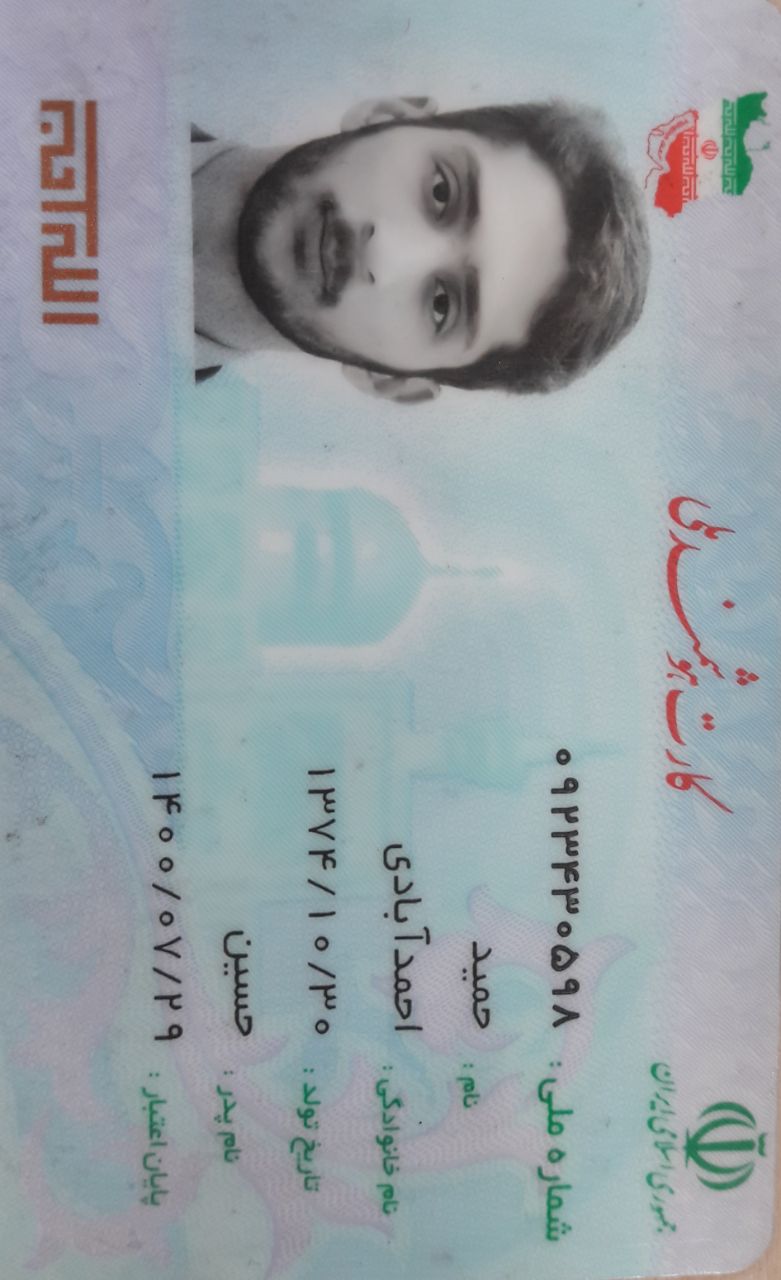 جمهوری اسلامی ایران
کارت هوشمند ملی
شماره ملی : ۰۹۲۳۴۳۰۵۹۸
نام : حمید
نام خانوادگی : احمدآبادی
تاریخ تولد : ۱۳۷۴/۱۰/۳۰
نام پدر : حسین
پایان اعتبار : ۱۴۰۰/۰۷/۲۹